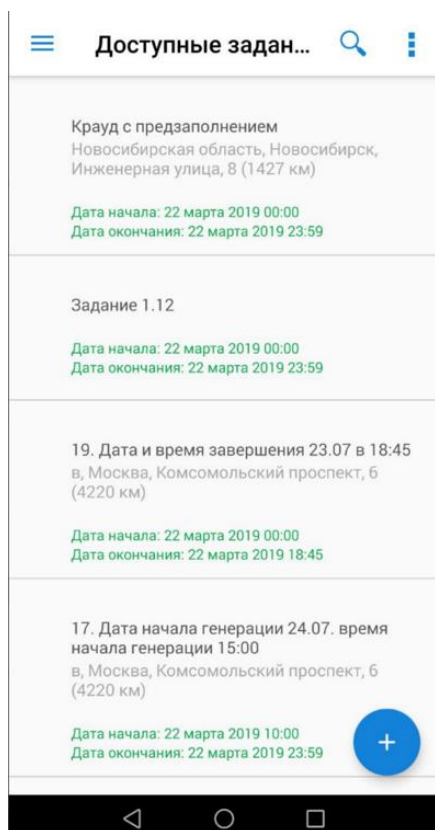 Доступные задан...
Крауд с предзаполнением
Новосибирская область, Новосибирск,
Инженерная улица, 8 (1427 км)
Дата начала: 22 марта 2019 00:00
Дата окончания: 22 марта 2019 23:59
Задание 1.12
Дата начала: 22 марта 2019 00:00
Дата окончания: 22 марта 2019 23:59
19. Дата и время завершения 23.07 в 18:45
в, Москва, Комсомольский проспект, 6
(4220 км)
Дата начала: 22 марта 2019 00:00
Дата окончания: 22 марта 2019 18:45
17. Дата начала генерации 24.07. время
начала генерации 15:00
в, Москва, Комсомольский проспект, 6
(4220 км)
Дата начала: 22 марта 2019 10:00
Дата окончания: 22 марта 2019 23:59